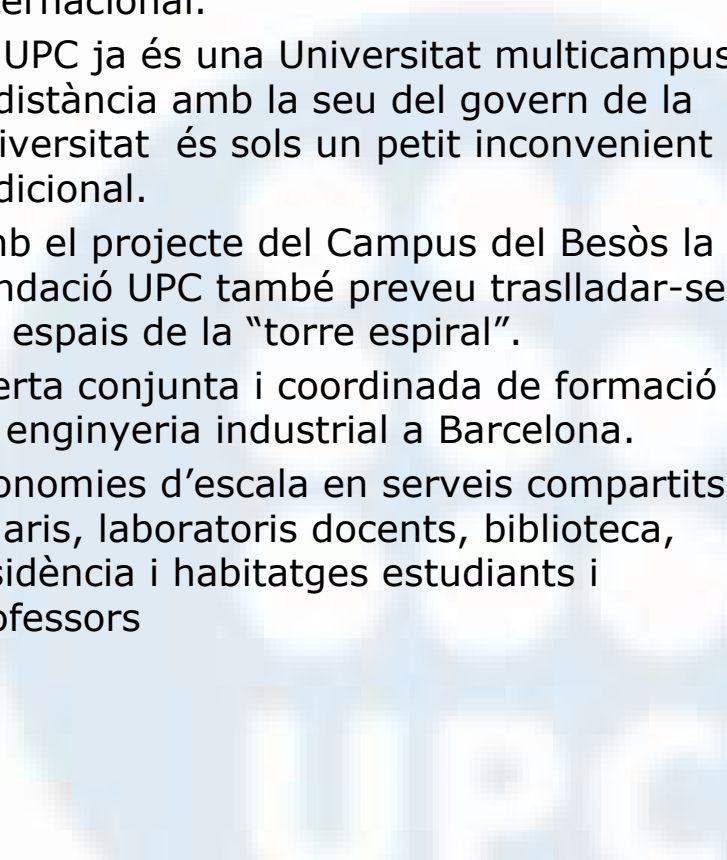 ernacional.
UPC ja és una Universitat multicampus
distància amb la seu del govern de la
iversitat és sols un petit inconvenient
dicional.
nb el projecte del Campus del Besòs la
ndació UPC també preveu traslladar-se
espais de la “torre espiral”.
erta conjunta i coordinada de formació
enginyeria industrial a Barcelona.
onomies d’escala en serveis compartits
laris, laboratoris docents, biblioteca,
sidència i habitatges estudiants i
ofessors
UPC